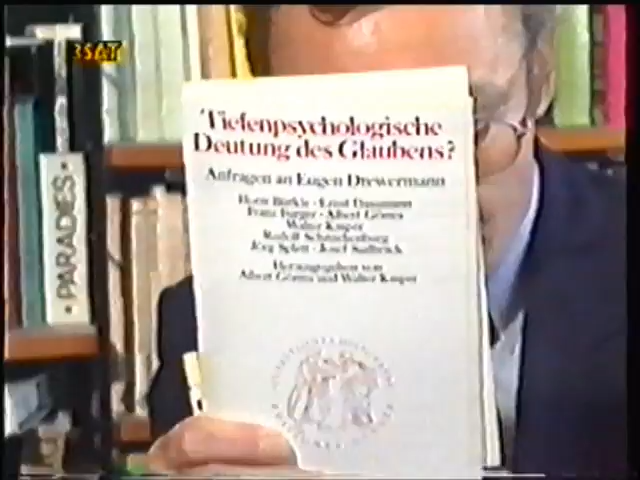 3SAT
PARADIES
Tiefenpsychologische
Deutung des Glaubens?
Anfragen an Eugen Drewermann
Horst Bürkle · Ernst Dassmann
Franz Furger · Albert Görres
Walter Kasper
Rudolf Schnackenburg
Jörg Splett · Josef Sudbrack
Herausgegeben von
Albert Görres und Walter Kasper